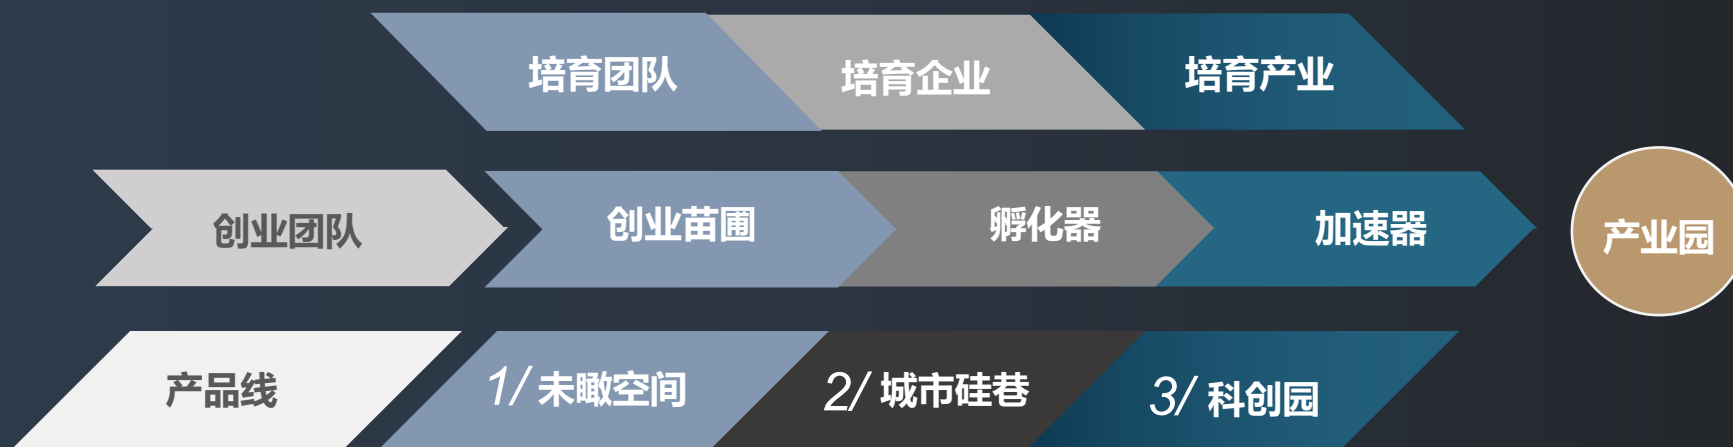 培育团队
培育企业
培育产业
创业团队
创业苗圃
孵化器
加速器
产业园
产品线
1/ 未瞰空间
2/ 城市硅巷
3/ 科创园